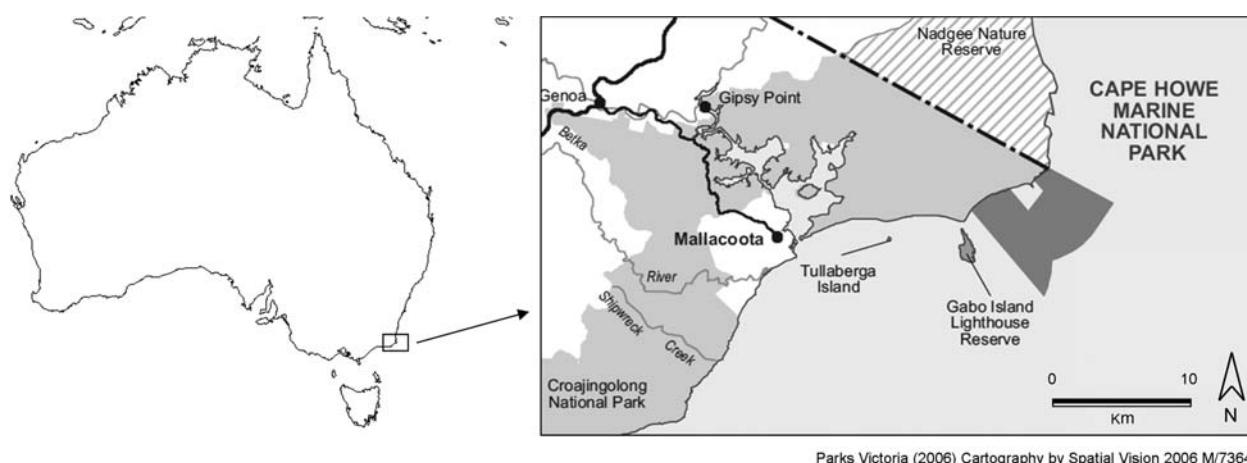 Nadgee Nature
Reserve
CAPE HOWE
MARINE
NATIONAL
PARK
Genoa
Gipsy Point
Betka
Mallacoota
River
Tullaberga
Island
Gabo Island
Lighthouse
Reserve
Shipwreck
Creek
Croajingolong
National Park
0 10
Km
N
Parks Victoria (2006) Cartography by Spatial Vision 2006 M/7364